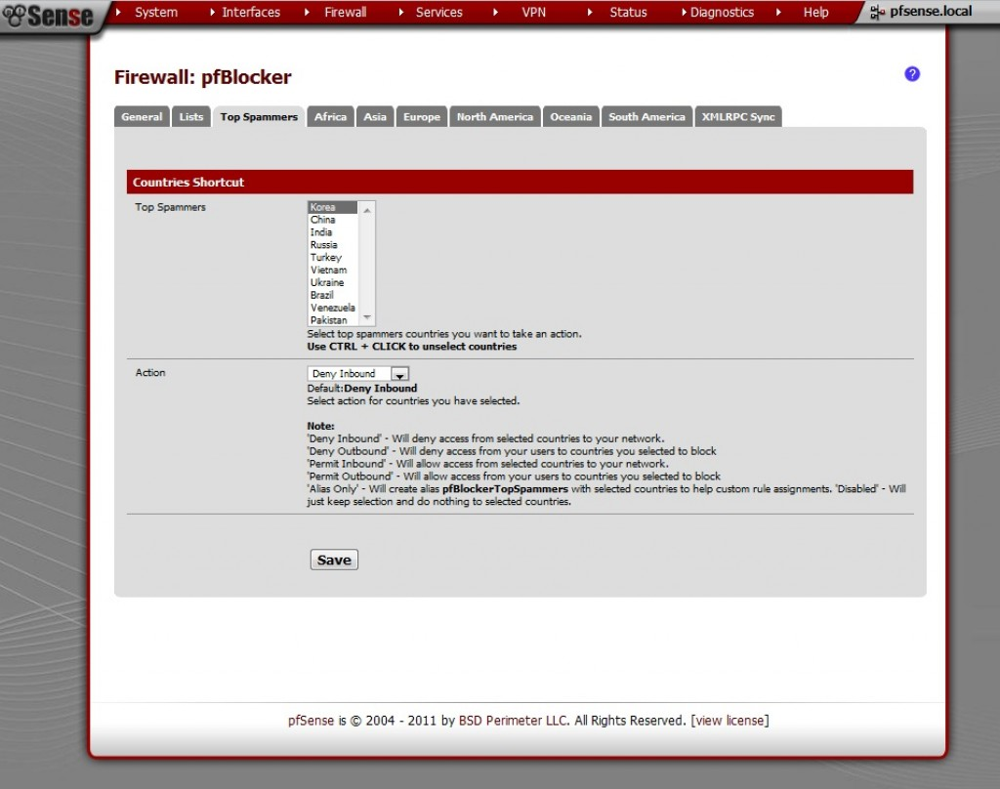 Sense
System Interfaces Firewall Services VPN Status Diagnostics Help pfsense.local
Firewall: pfBlocker
?
General Lists Top Spammers Africa Asia Europe North America Oceania South America XMLRPC Sync
Countries Shortcut
Top Spammers
Korea
China
India
Russia
Turkey
Vietnam
Ukraine
Brazil
Venezuela
Pakistan
Select top spammers countries you want to take an action.
Use CTRL + CLICK to unselect countries
Action
Deny Inbound
Default:Deny Inbound
Select action for countries you have selected.
Note:
'Deny Inbound' - Will deny access from selected countries to your network.
'Deny Outbound' - Will deny access from your users to countries you selected to block
'Permit Inbound' - Will allow access from selected countries to your network.
'Permit Outbound' - Will allow access from your users to countries you selected to block
'Alias Only' - Will create alias pfBlockerTopSpammers with selected countries to help custom rule assignments. 'Disabled' - Will
just keep selection and do nothing to selected countries.
Save
pfSense is © 2004 - 2011 by BSD Perimeter LLC. All Rights Reserved. [view license]